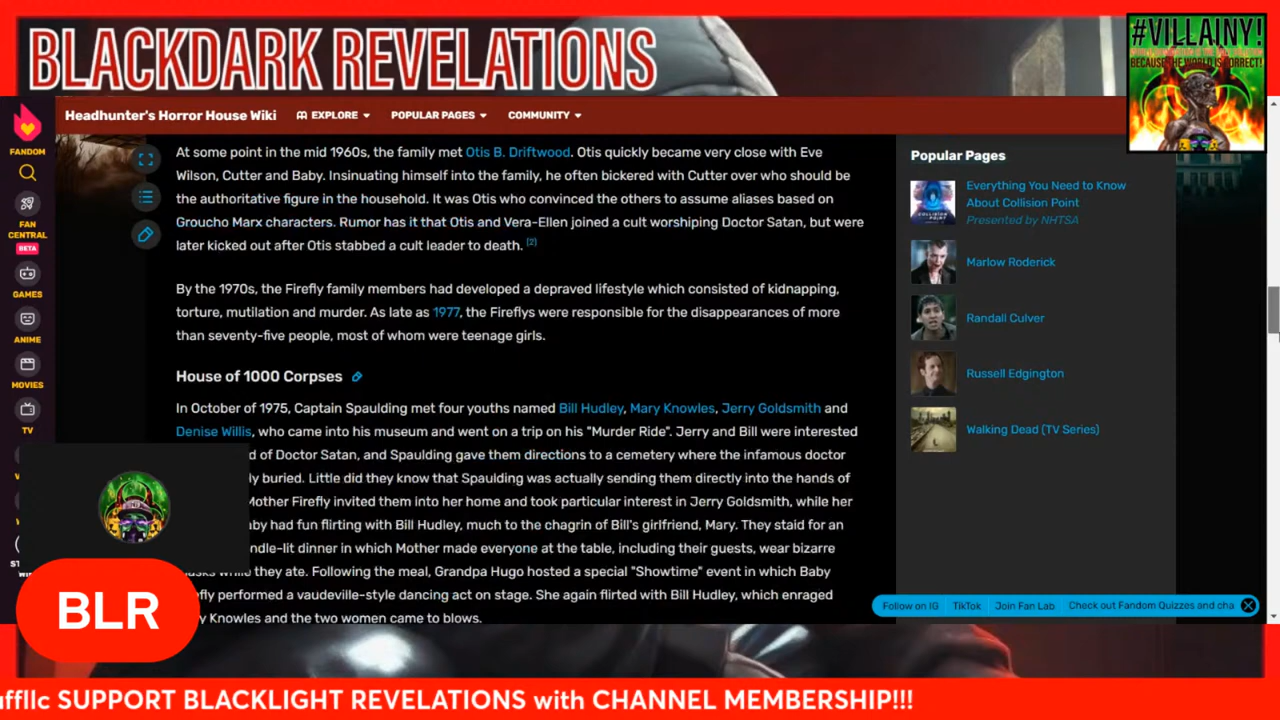 BLACKDARK REVELATIONS
#VILLAINY!
BECAUSE THE WORLD IS CORRECT!
Headhunter's Horror House Wiki
EXPLORE
POPULAR PAGES
COMMUNITY
FANDOM
FAN
CENTRAL
BETA
GAMES
ANIME
MOVIES
TV
At some point in the mid 1960s, the family met Otis B. Driftwood. Otis quickly became very close with Eve
Wilson, Cutter and Baby. Insinuating himself into the family, he often bickered with Cutter over who should be
the authoritative figure in the household. It was Otis who convinced the others to assume aliases based on
Groucho Marx characters. Rumor has it that Otis and Vera-Ellen joined a cult worshiping Doctor Satan, but were
later kicked out after Otis stabbed a cult leader to death. [2]
By the 1970s, the Firefly family members had developed a depraved lifestyle which consisted of kidnapping,
torture, mutilation and murder. As late as 1977, the Fireflys were responsible for the disappearances of more
than seventy-five people, most of whom were teenage girls.
House of 1000 Corpses
In October of 1975, Captain Spaulding met four youths named Bill Hudley, Mary Knowles, Jerry Goldsmith and
Denise Willis, who came into his museum and went on a trip on his "Murder Ride". Jerry and Bill were interested
d of Doctor Satan, and Spaulding gave them directions to a cemetery where the infamous doctor
ly buried. Little did they know that Spaulding was actually sending them directly into the hands of
Mother Firefly invited them into her home and took particular interest in Jerry Goldsmith, while her
by had fun flirting with Bill Hudley, much to the chagrin of Bill's girlfriend, Mary. They staid for an
ndle-lit dinner in which Mother made everyone at the table, including their guests, wear bizarre
they ate. Following the meal, Grandpa Hugo hosted a special "Showtime" event in which Baby
efly performed a vaudeville-style dancing act on stage. She again flirted with Bill Hudley, which enraged
y Knowles and the two women came to blows.
Popular Pages
Everything You Need to Know
About Collision Point
Presented by NHTSA
Marlow Roderick
Randall Culver
Russell Edgington
Walking Dead (TV Series)
Follow on IG
TikTok
Join Fan Lab
Check out Fandom Quizzes and cha
BLR
affllc SUPPORT BLACKLIGHT REVELATIONS with CHANNEL MEMBERSHIP!!!